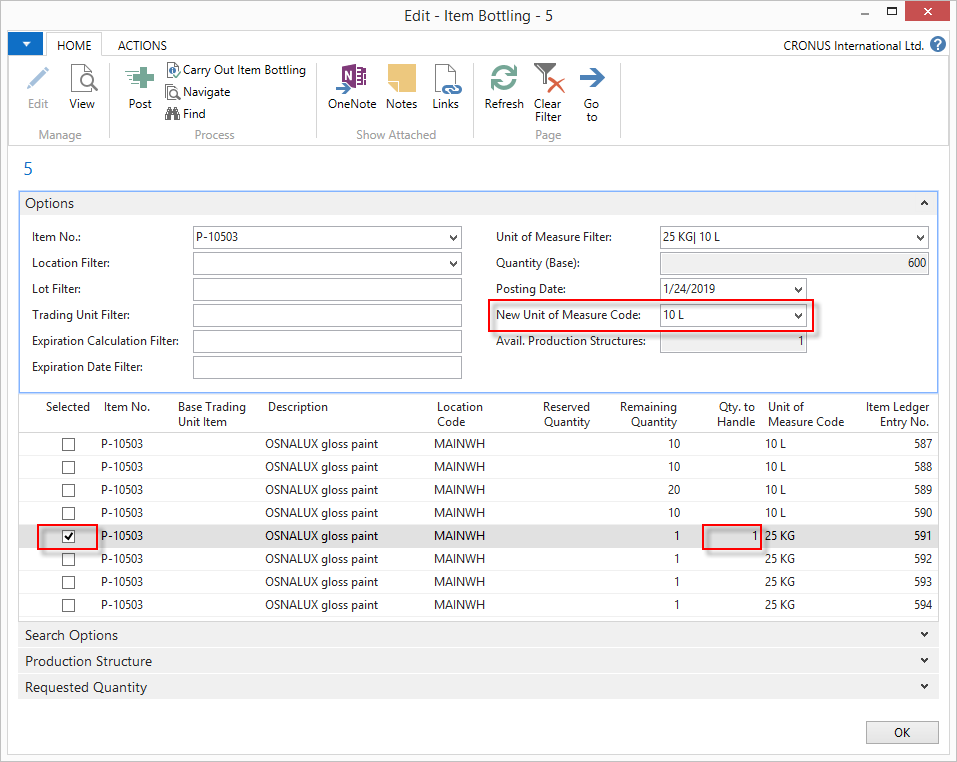 Edit - Item Bottling - 5
HOME ACTIONS CRONUS International Ltd. ?
Edit View Post Carry Out Item Bottling Navigate Find OneNote Notes Links Refresh Clear Filter Go to
Manage Process Show Attached Page
5
Options
Item No.: P-10503 Unit of Measure Filter: 25 KG| 10 L
Location Filter: Quantity (Base): 600
Lot Filter: Posting Date: 1/24/2019
Trading Unit Filter: New Unit of Measure Code: 10 L
Expiration Calculation Filter: Avail. Production Structures: 1
Expiration Date Filter:
Selected Item No. Base Trading Description Location Reserved Remaining Qty. to Unit of Item Ledger
Unit Item Code Quantity Quantity Handle Measure Code Entry No.
P-10503 OSNALUX gloss paint MAINWH 10 10 L 587
P-10503 OSNALUX gloss paint MAINWH 10 10 L 588
P-10503 OSNALUX gloss paint MAINWH 20 10 L 589
P-10503 OSNALUX gloss paint MAINWH 10 10 L 590
P-10503 OSNALUX gloss paint MAINWH 1 1 25 KG 591
P-10503 OSNALUX gloss paint MAINWH 1 25 KG 592
P-10503 OSNALUX gloss paint MAINWH 1 25 KG 593
P-10503 OSNALUX gloss paint MAINWH 1 25 KG 594
Search Options
Production Structure
Requested Quantity
OK